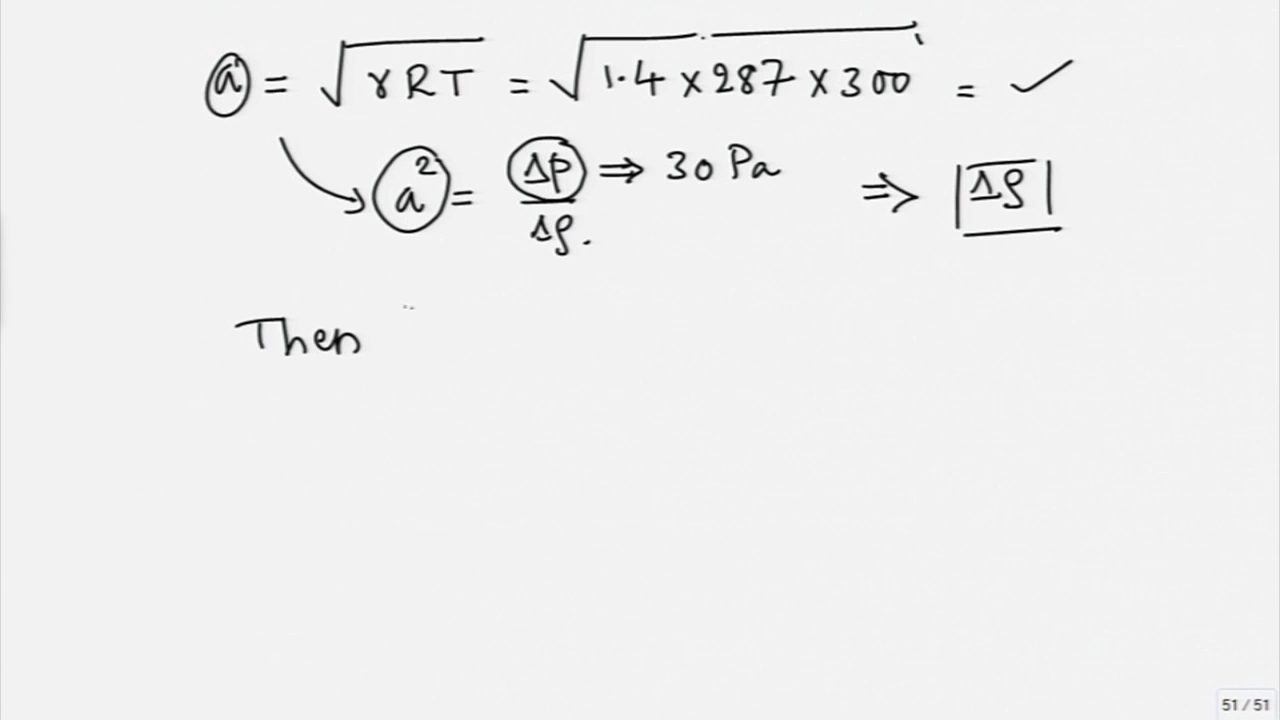 a = √γRT = √1.4 × 287 × 300 = ✓
a² = Δp/Δρ. ⇒ 30 Pa ⇒ |Δρ|
Then
51 / 51